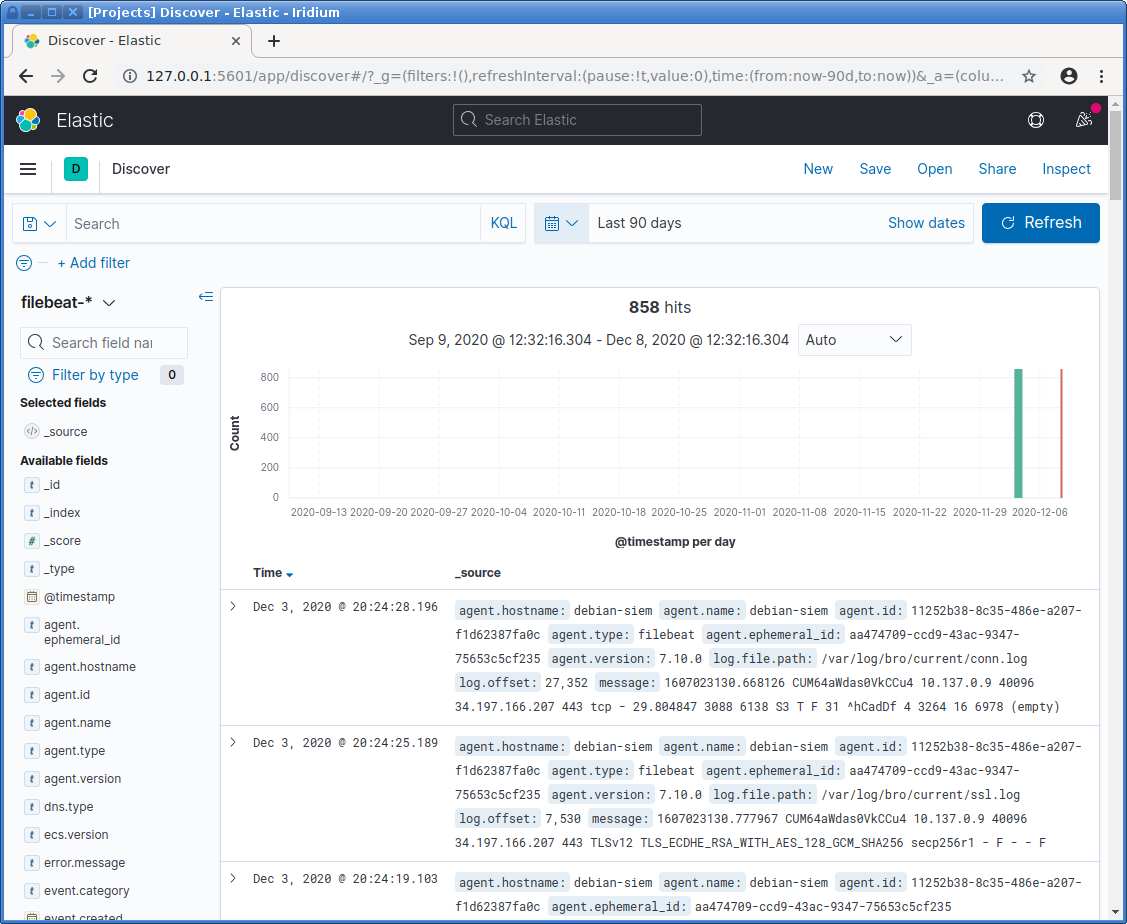 [Projects] Discover - Elastic - Iridium
Discover - Elastic
127.0.0.1:5601/app/discover#/?_g=(filters:!(),refreshInterval:(pause:!t,value:0),time:(from:now-90d,to:now))&_a=(colu...
Elastic
Search Elastic
D
Discover
New
Save
Open
Share
Inspect
Search
KQL
Last 90 days
Show dates
Refresh
+ Add filter
filebeat-*
Search field nar
Filter by type
0
Selected fields
_source
Available fields
t _id
t _index
# _score
t _type
@timestamp
t agent.
ephemeral_id
t agent.hostname
t agent.id
t agent.name
t agent.type
t agent.version
t dns.type
t ecs.version
t error.message
t event.category
event.created
858 hits
Sep 9, 2020 @ 12:32:16.304 - Dec 8, 2020 @ 12:32:16.304
Auto
Count
800
600
400
200
0
2020-09-13 2020-09-20 2020-09-27 2020-10-04 2020-10-11 2020-10-18 2020-10-25 2020-11-01 2020-11-08 2020-11-15 2020-11-22 2020-11-29 2020-12-06
@timestamp per day
Time
_source
Dec 3, 2020 @ 20:24:28.196
agent.hostname: debian-siem agent.name: debian-siem agent.id: 11252b38-8c35-486e-a207-
f1d62387fa0c agent.type: filebeat agent.ephemeral_id: aa474709-ccd9-43ac-9347-
75653c5cf235 agent.version: 7.10.0 log.file.path: /var/log/bro/current/conn.log
log.offset: 27,352 message: 1607023130.668126 CUM64aWdas0VkCCu4 10.137.0.9 40096
34.197.166.207 443 tcp - 29.804847 3088 6138 S3 T F 31 ^hCadDf 4 3264 16 6978 (empty)
Dec 3, 2020 @ 20:24:25.189
agent.hostname: debian-siem agent.name: debian-siem agent.id: 11252b38-8c35-486e-a207-
f1d62387fa0c agent.type: filebeat agent.ephemeral_id: aa474709-ccd9-43ac-9347-
75653c5cf235 agent.version: 7.10.0 log.file.path: /var/log/bro/current/ssl.log
log.offset: 7,530 message: 1607023130.777967 CUM64aWdas0VkCCu4 10.137.0.9 40096
34.197.166.207 443 TLSv12 TLS_ECDHE_RSA_WITH_AES_128_GCM_SHA256 secp256r1 - F - - F
Dec 3, 2020 @ 20:24:19.103
agent.hostname: debian-siem agent.name: debian-siem agent.id: 11252b38-8c35-486e-a207-
f1d62387fa0c agent.ephemeral_id: aa474709-ccd9-43ac-9347-75653c5cf235